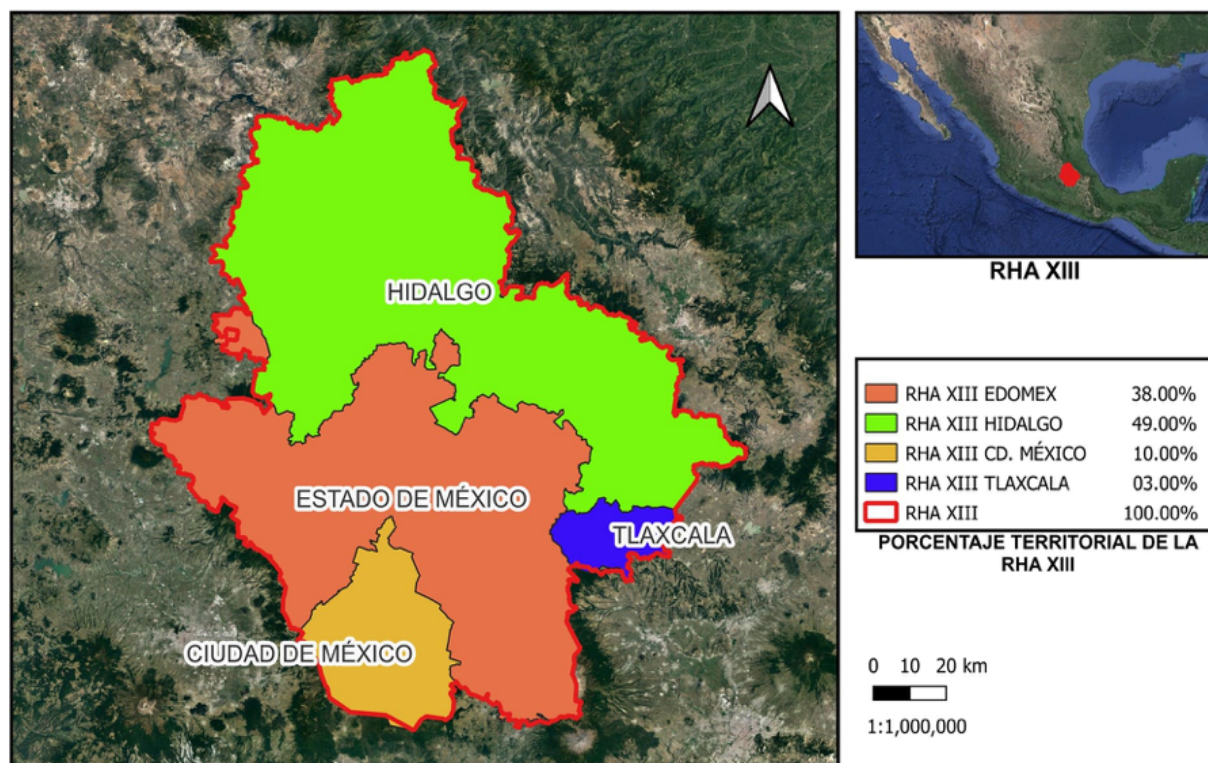 HIDALGO
ESTADO DE MÉXICO
TLAXCALA
CIUDAD DE MÉXICO
RHA XIII
RHA XIII EDOMEX 38.00%
RHA XIII HIDALGO 49.00%
RHA XIII CD. MÉXICO 10.00%
RHA XIII TLAXCALA 03.00%
RHA XIII 100.00%
PORCENTAJE TERRITORIAL DE LA
RHA XIII
0 10 20 km
1:1,000,000